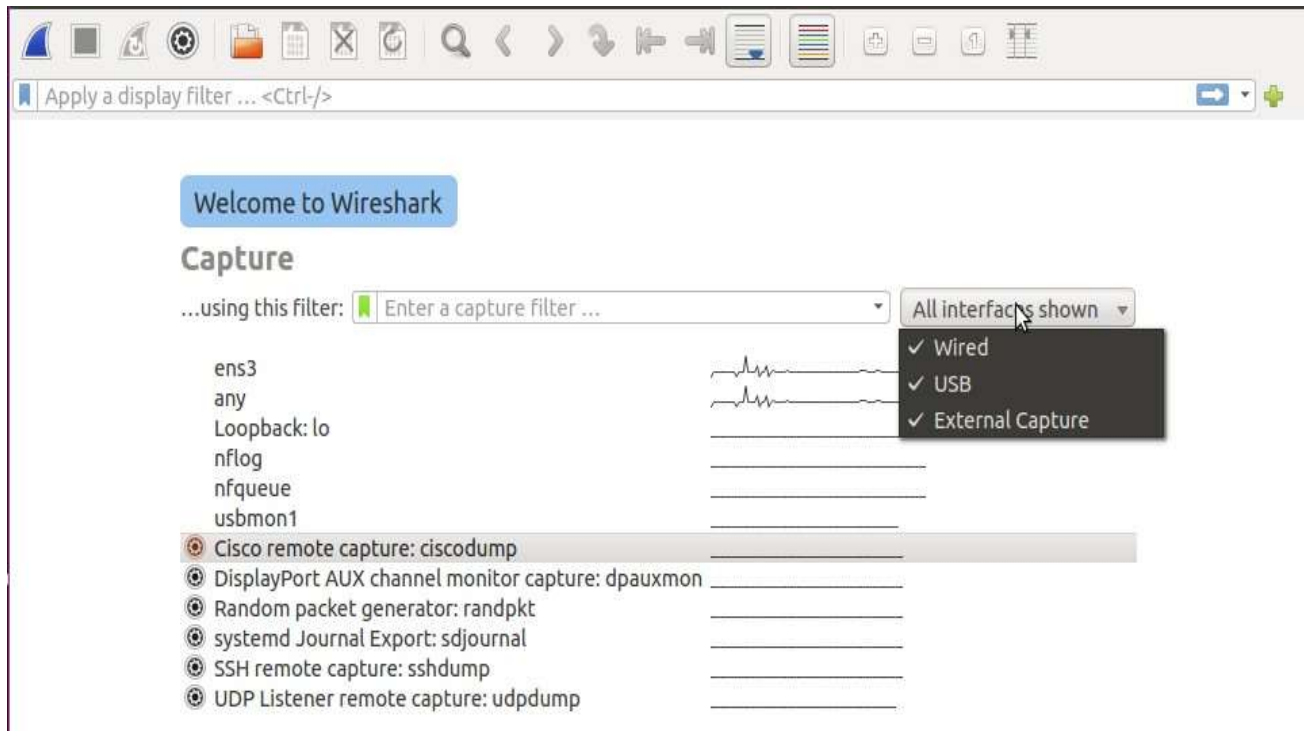 Apply a display filter ... <Ctrl-/>
Welcome to Wireshark
Capture
...using this filter: Enter a capture filter ... All interfaces shown
Wired
USB
External Capture
ens3
any
Loopback: lo
nflog
nfqueue
usbmon1
Cisco remote capture: ciscodump
DisplayPort AUX channel monitor capture: dpauxmon
Random packet generator: randpkt
systemd Journal Export: sdjournal
SSH remote capture: sshdump
UDP Listener remote capture: udpdump